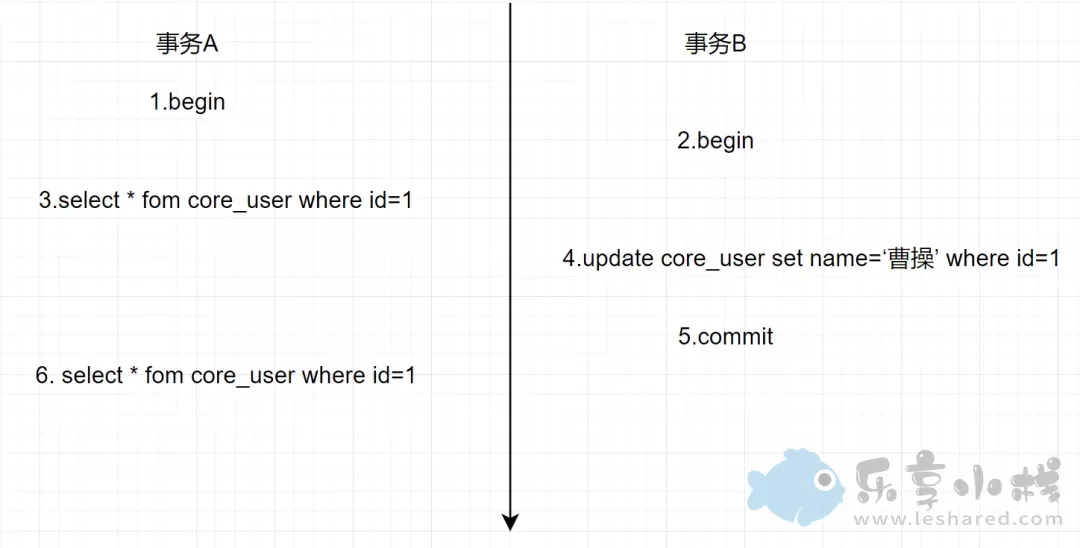 事务A
事务B
1.begin
2.begin
3.select * fom core_user where id=1
4.update core_user set name=‘曹操’ where id=1
5.commit
6. select * fom core_user where id=1
乐享小栈
www.leshared.com